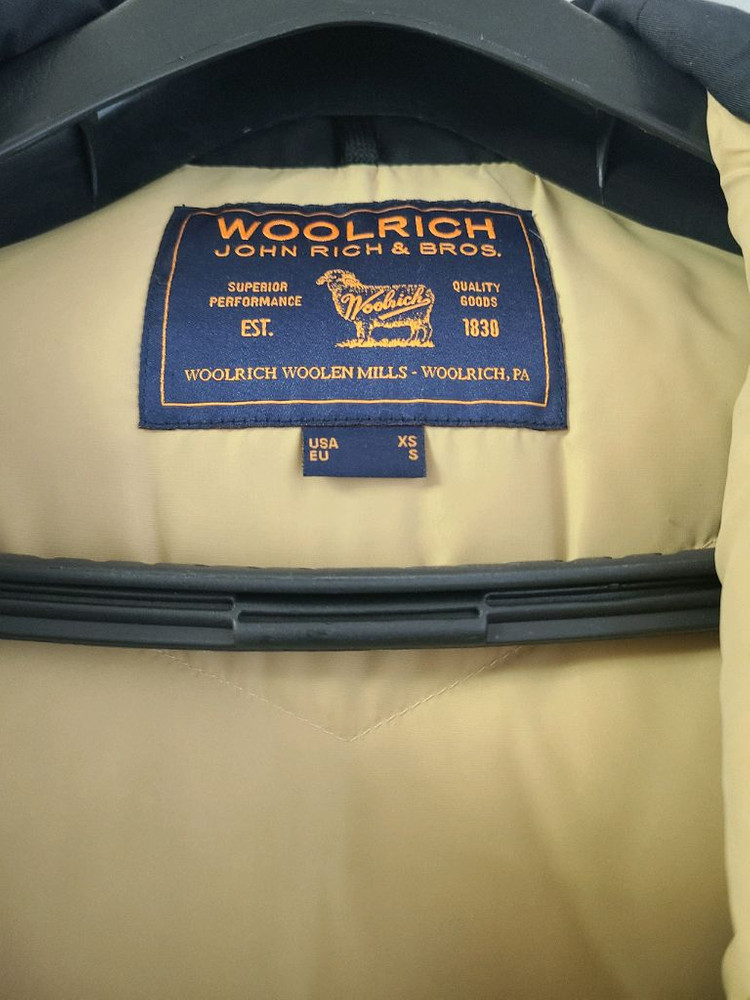 WOOLRICH
JOHN RICH & BROS.
SUPERIOR PERFORMANCE
Woolrich
QUALITY GOODS
EST. 1830
WOOLRICH WOOLEN MILLS - WOOLRICH, PA
USA XS
EU S